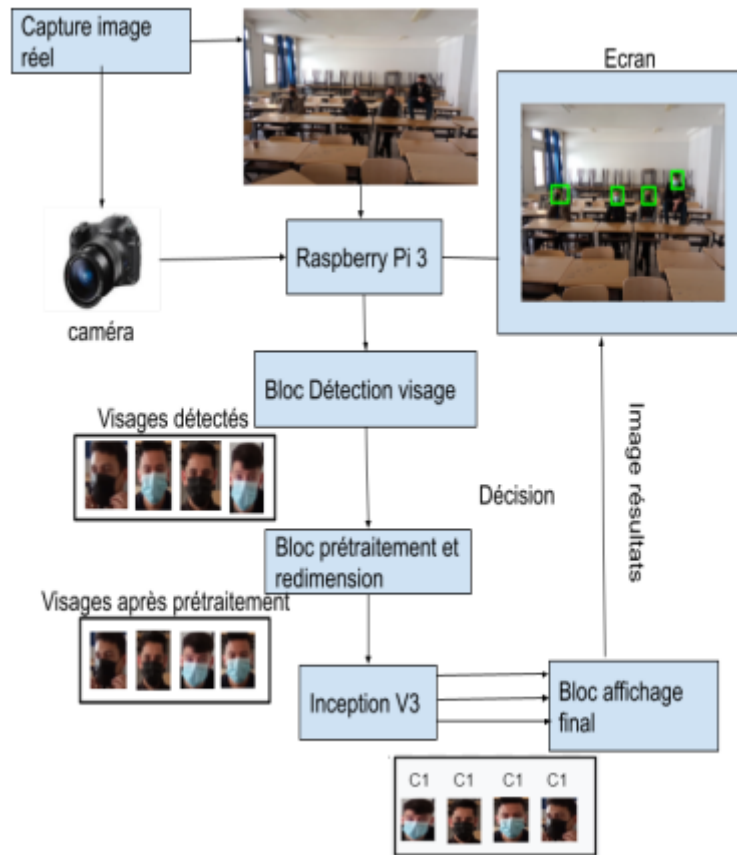 Capture image
réel
Ecran
Raspberry Pi 3
caméra
Bloc Détection visage
Visages détectés
Image résultats
Décision
Bloc prétraitement et
redimension
Visages après prétraitement
Inception V3
Bloc affichage
final
C1 C1 C1 C1